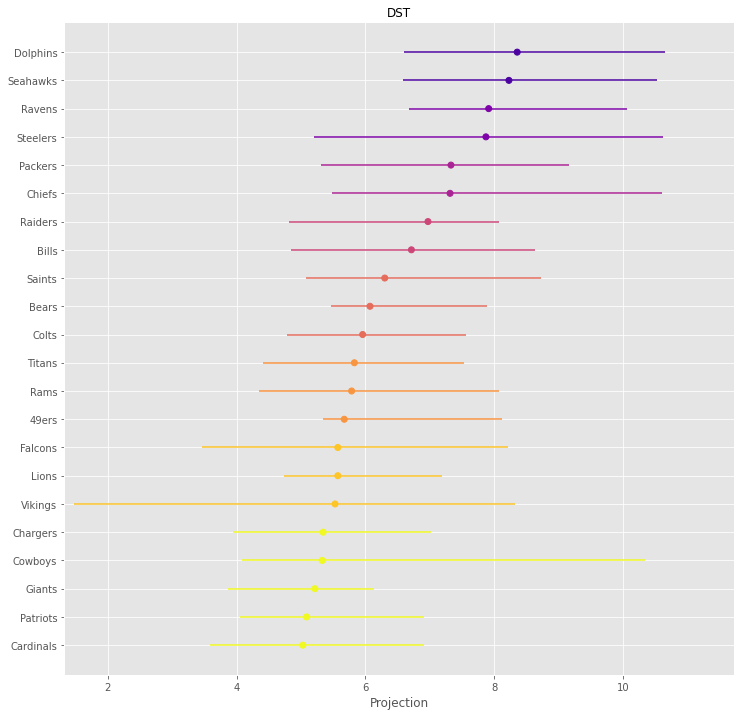 DST
Dolphins
Seahawks
Ravens
Steelers
Packers
Chiefs
Raiders
Bills
Saints
Bears
Colts
Titans
Rams
49ers
Falcons
Lions
Vikings
Chargers
Cowboys
Giants
Patriots
Cardinals
2 4 6 8 10
Projection